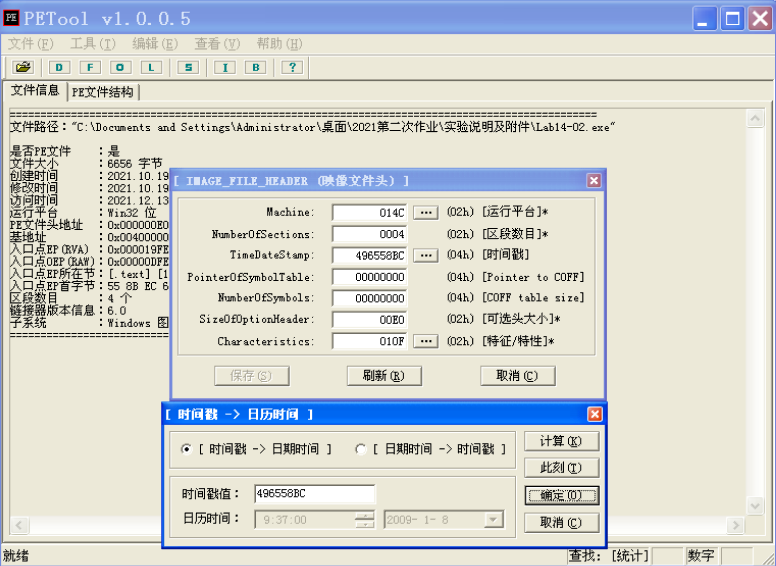 PE PETool v1.0.0.5
文件(F) 工具(T) 编辑(E) 查看(V) 帮助(H)
D F O L S I B ?
文件信息 PE文件结构
================================================================================
文件路径："C:\Documents and Settings\Administrator\桌面\2021第二次作业\实验说明及附件\Lab14-02.exe"
是否PE文件 ：是
文件大小 ：6656 字节
创建时间 ：2021.10.19
修改时间 ：2021.10.19
访问时间 ：2021.12.13
运行平台 ：Win32 位
PE文件头地址 ：0x000000E0
基地址 ：0x00400000
入口点EP(RVA) ：0x000019FE
入口点OEP(RAW)：0x00000DFE
入口点EP所在节：[.text] [1
入口点EP首字节：55 8B EC 6
区段数目 ：4 个
链接器版本信息：6.0
子系统 ：Windows 图
[ IMAGE_FILE_HEADER (映像文件头) ]
Machine: 014C ... (02h) [运行平台]*
NumberOfSections: 0004 (02h) [区段数目]*
TimeDateStamp: 496558BC ... (04h) [时间戳]
PointerOfSymbolTable: 00000000 (04h) [Pointer to COFF]
NumberOfSymbols: 00000000 (04h) [COFF table size]
SizeOfOptionHeader: 00E0 (02h) [可选头大小]*
Characteristics: 010F ... (02h) [特征/特性]*
保存(S) 刷新(R) 取消(C)
[ 时间戳 -> 日历时间 ]
[ 时间戳 -> 日期时间 ] [ 日期时间 -> 时间戳 ]
计算(K)
此刻(T)
时间戳值： 496558BC
确定(O)
日历时间： 9:37:00 2009- 1- 8
取消(C)
就绪 查找: [统计] 数字